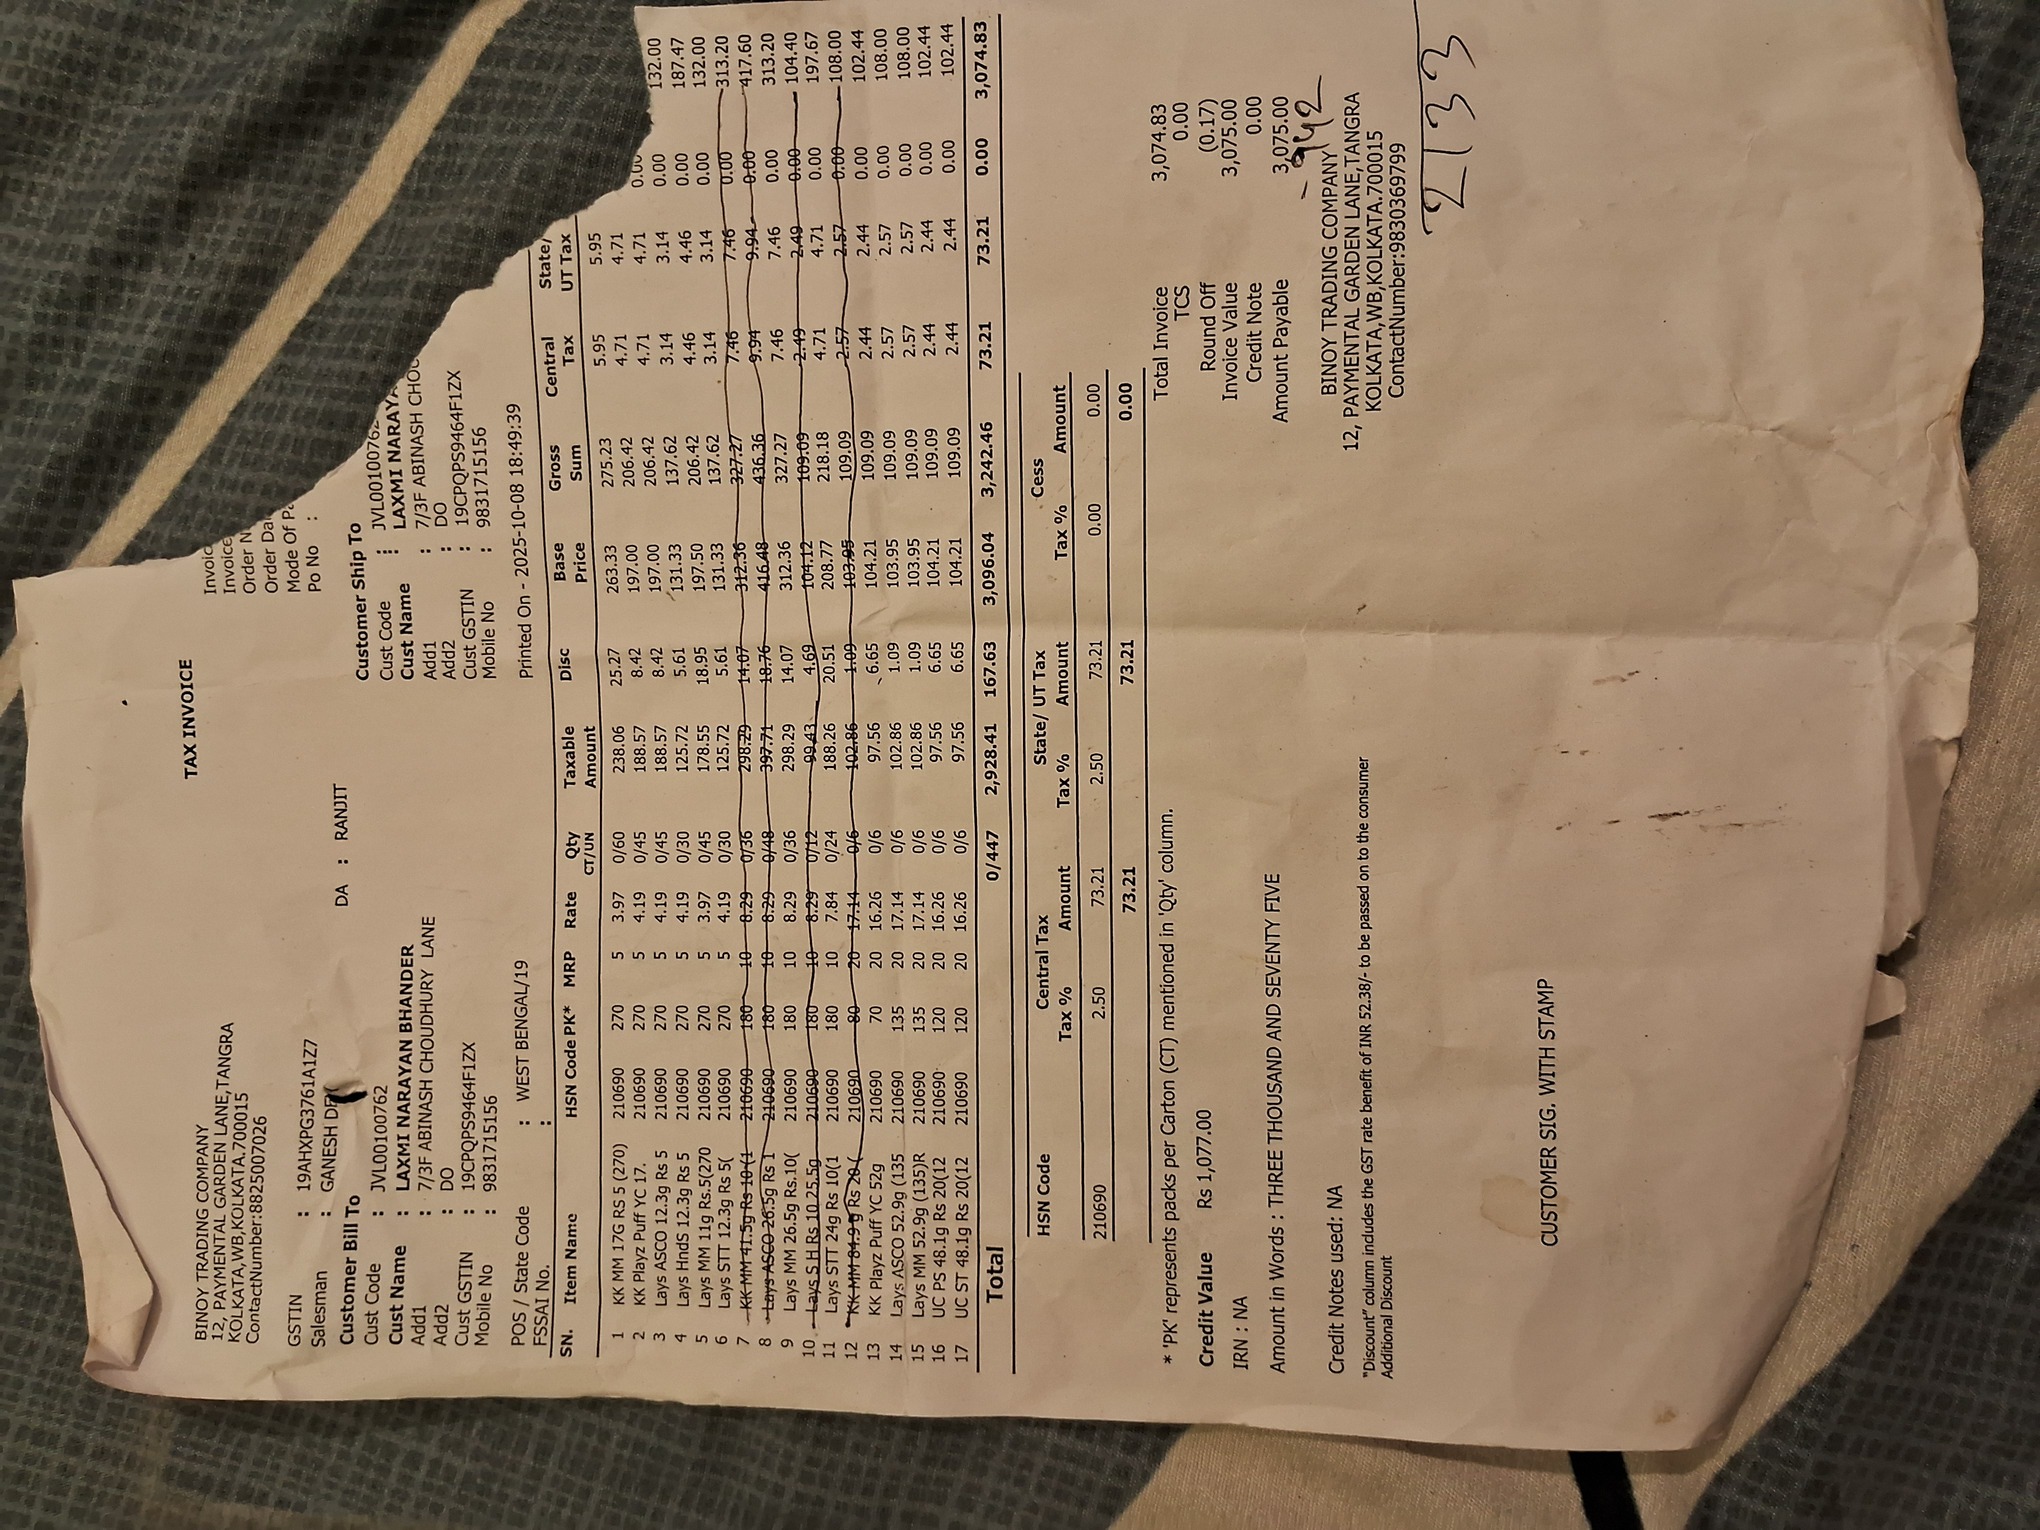 TAX INVOICE
BINOY TRADING COMPANY
12, PAYMENTAL GARDEN LANE,TANGRA
KOLKATA,WB,KOLKATA.700015
ContactNumber:8825007026
Invoic
Invoice
Order N
Order Da
Mode Of P
Po No :
GSTIN : 19AHXPG3761A1Z7
Salesman : GANESH
DA : RANJIT
Customer Bill To
Cust Code : JVL00100762
Cust Name : LAXMI NARAYAN BHANDER
Add1 : 7/3F ABINASH CHOUDHURY LANE
Add2 : DO
Cust GSTIN : 19CPQPS9464F1ZX
Mobile No : 9831715156
Customer Ship To
Cust Code : JVL00100762
Cust Name : LAXMI NARAYA
Add1 : 7/3F ABINASH CHOU
Add2 : DO
Cust GSTIN : 19CPQPS9464F1ZX
Mobile No : 9831715156
POS / State Code : WEST BENGAL/19
FSSAI No. :
Printed On - 2025-10-08 18:49:39
SN. Item Name HSN Code PK* MRP Rate Qty CT/UN Taxable Amount Disc Base Price Gross Sum Central Tax State/ UT Tax
1 KK MM 17G RS 5 (270) 210690 270 5 3.97 0/60 238.06 25.27 263.33 275.23 5.95 5.95
2 KK Playz Puff YC 17. 210690 270 5 4.19 0/45 188.57 8.42 197.00 206.42 4.71 4.71
3 Lays ASCO 12.3g Rs 5 210690 270 5 4.19 0/45 188.57 8.42 197.00 206.42 4.71 4.71 0.00
4 Lays HndS 12.3g Rs 5 210690 270 5 4.19 0/30 125.72 5.61 131.33 137.62 3.14 3.14 0.00 132.00
5 Lays MM 11g Rs.5(270 210690 270 5 3.97 0/45 178.55 18.95 197.50 206.42 4.46 4.46 0.00 187.47
6 Lays STT 12.3g Rs 5( 210690 270 5 4.19 0/30 125.72 5.61 131.33 137.62 3.14 3.14 0.00 132.00
7 KK MM 41.5g Rs 10 (1 210690 180 10 8.29 0/36 298.29 14.07 312.36 327.27 7.46 7.46 0.00 313.20
8 Lays ASCO 26.5g Rs 1 210690 180 10 8.29 0/48 397.71 18.76 416.48 436.36 9.94 9.94 0.00 417.60
9 Lays MM 26.5g Rs.10( 210690 180 10 8.29 0/36 298.29 14.07 312.36 327.27 7.46 7.46 0.00 313.20
10 Lays S H Rs 10 25.5g 210690 180 10 8.29 0/12 99.43 4.69 104.12 109.09 2.49 2.49 0.00 104.40
11 Lays STT 24g Rs 10(1 210690 180 10 7.84 0/24 188.26 20.51 208.77 218.18 4.71 4.71 0.00 197.67
12 KK MM 84.9 g Rs 20 ( 210690 80 20 17.14 0/6 102.86 1.09 103.95 109.09 2.57 2.57 0.00 108.00
13 KK Playz Puff YC 52g 210690 70 20 16.26 0/6 97.56 6.65 104.21 109.09 2.44 2.44 0.00 102.44
14 Lays ASCO 52.9g (135 210690 135 20 17.14 0/6 102.86 1.09 103.95 109.09 2.57 2.57 0.00 108.00
15 Lays MM 52.9g (135)R 210690 135 20 17.14 0/6 102.86 1.09 103.95 109.09 2.57 2.57 0.00 108.00
16 UC PS 48.1g Rs 20(12 210690 120 20 16.26 0/6 97.56 6.65 104.21 109.09 2.44 2.44 0.00 102.44
17 UC ST 48.1g Rs 20(12 210690 120 20 16.26 0/6 97.56 6.65 104.21 109.09 2.44 2.44 0.00 102.44
Total 0/447 2,928.41 167.63 3,096.04 3,242.46 73.21 73.21 0.00 3,074.83
HSN Code Central Tax State/ UT Tax Cess
Tax % Amount Tax % Amount Tax % Amount
210690 2.50 73.21 2.50 73.21 0.00 0.00
73.21 73.21 0.00
* 'PK' represents packs per Carton (CT) mentioned in 'Qty' column.
Credit Value Rs 1,077.00
IRN : NA
Amount in Words : THREE THOUSAND AND SEVENTY FIVE
Credit Notes used: NA
"Discount" column includes the GST rate benefit of INR 52.38/- to be passed on to the consumer
Additional Discount
Total Invoice 3,074.83
TCS 0.00
Round Off (0.17)
Invoice Value 3,075.00
Credit Note 0.00
Amount Payable 3,075.00
- 942
BINOY TRADING COMPANY
12, PAYMENTAL GARDEN LANE,TANGRA
KOLKATA,WB,KOLKATA.700015
ContactNumber:9830369799
2133
CUSTOMER SIG. WITH STAMP